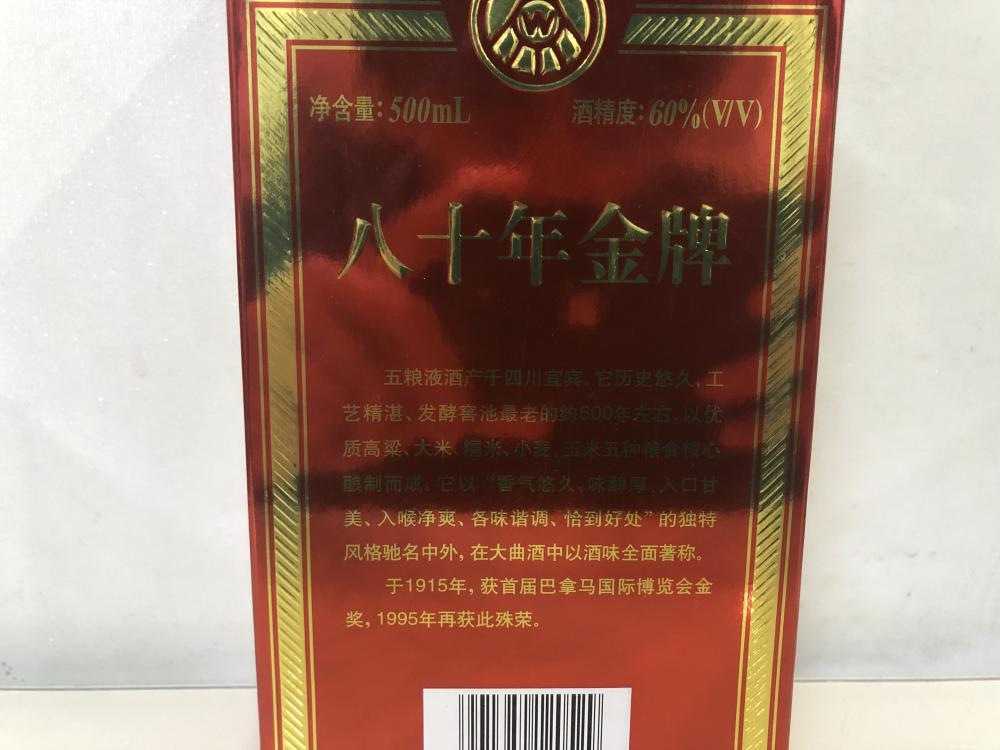 W
净含量：500mL 酒精度：60%(V/V)
八十年金牌
五粮液酒产于四川宜宾。它历史悠久、工
艺精湛、发酵窖池最老的约600年左右。以优
质高粱、大米、糯米、小麦、玉米五种粮食精心
酿制而成。它以“香气悠久、味醇厚、入口甘
美、入喉净爽、各味谐调、恰到好处”的独特
风格驰名中外，在大曲酒中以酒味全面著称。
于1915年，获首届巴拿马国际博览会金
奖，1995年再获此殊荣。